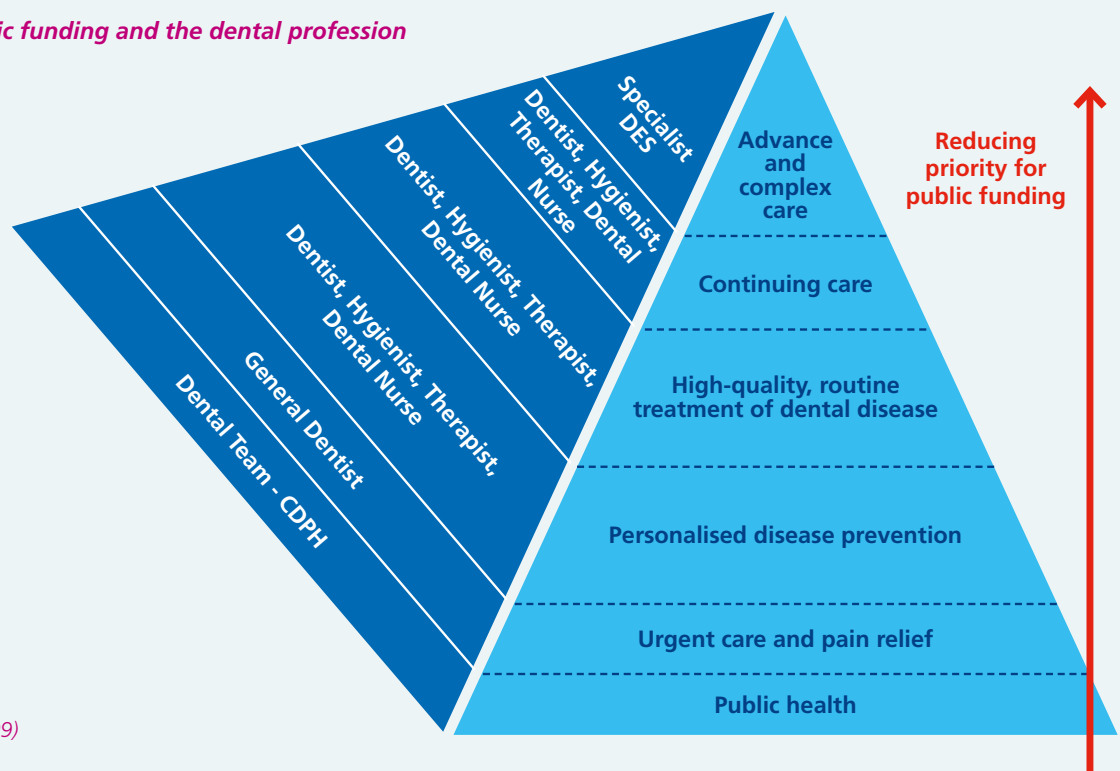 ic funding and the dental profession
Specialist
DES
Dentist, Hygienist,
Therapist, Dental
Nurse
Dentist, Hygienist, Therapist,
Dental Nurse
Dentist, Hygienist, Therapist,
Dental Nurse
General Dentist
Dental Team - CDPH
Advance
and
complex
care
Continuing care
High-quality, routine
treatment of dental disease
Personalised disease prevention
Urgent care and pain relief
Public health
Reducing
priority for
public funding
9)